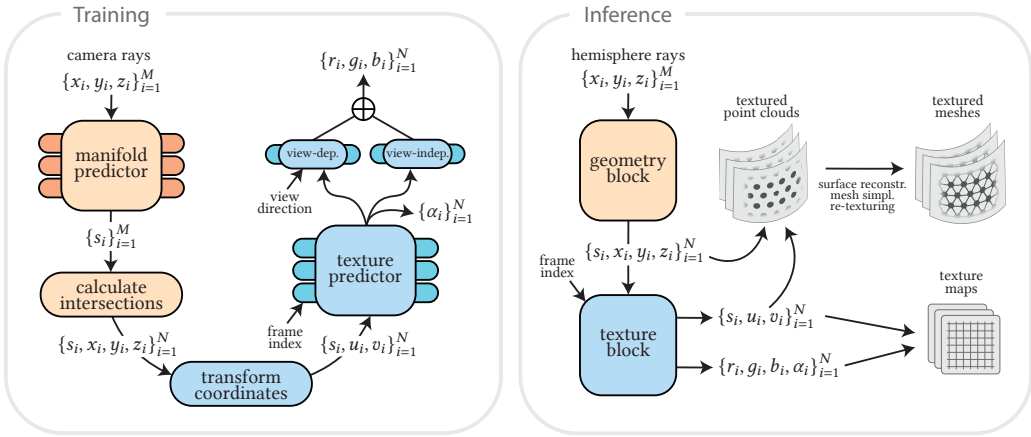 Training
camera rays
{x_i, y_i, z_i}_{i=1}^M
manifold
predictor
{s_i}_{i=1}^M
calculate
intersections
{s_i, x_i, y_i, z_i}_{i=1}^N
transform
coordinates
{s_i, u_i, v_i}_{i=1}^N
frame
index
texture
predictor
{α_i}_{i=1}^N
view
direction
view-dep.
view-indep.
{r_i, g_i, b_i}_{i=1}^N
Inference
hemisphere rays
{x_i, y_i, z_i}_{i=1}^M
geometry
block
{s_i, x_i, y_i, z_i}_{i=1}^N
frame
index
texture
block
{s_i, u_i, v_i}_{i=1}^N
{r_i, g_i, b_i, α_i}_{i=1}^N
textured
point clouds
surface reconstr.
mesh simpl.
re-texturing
textured
meshes
texture
maps